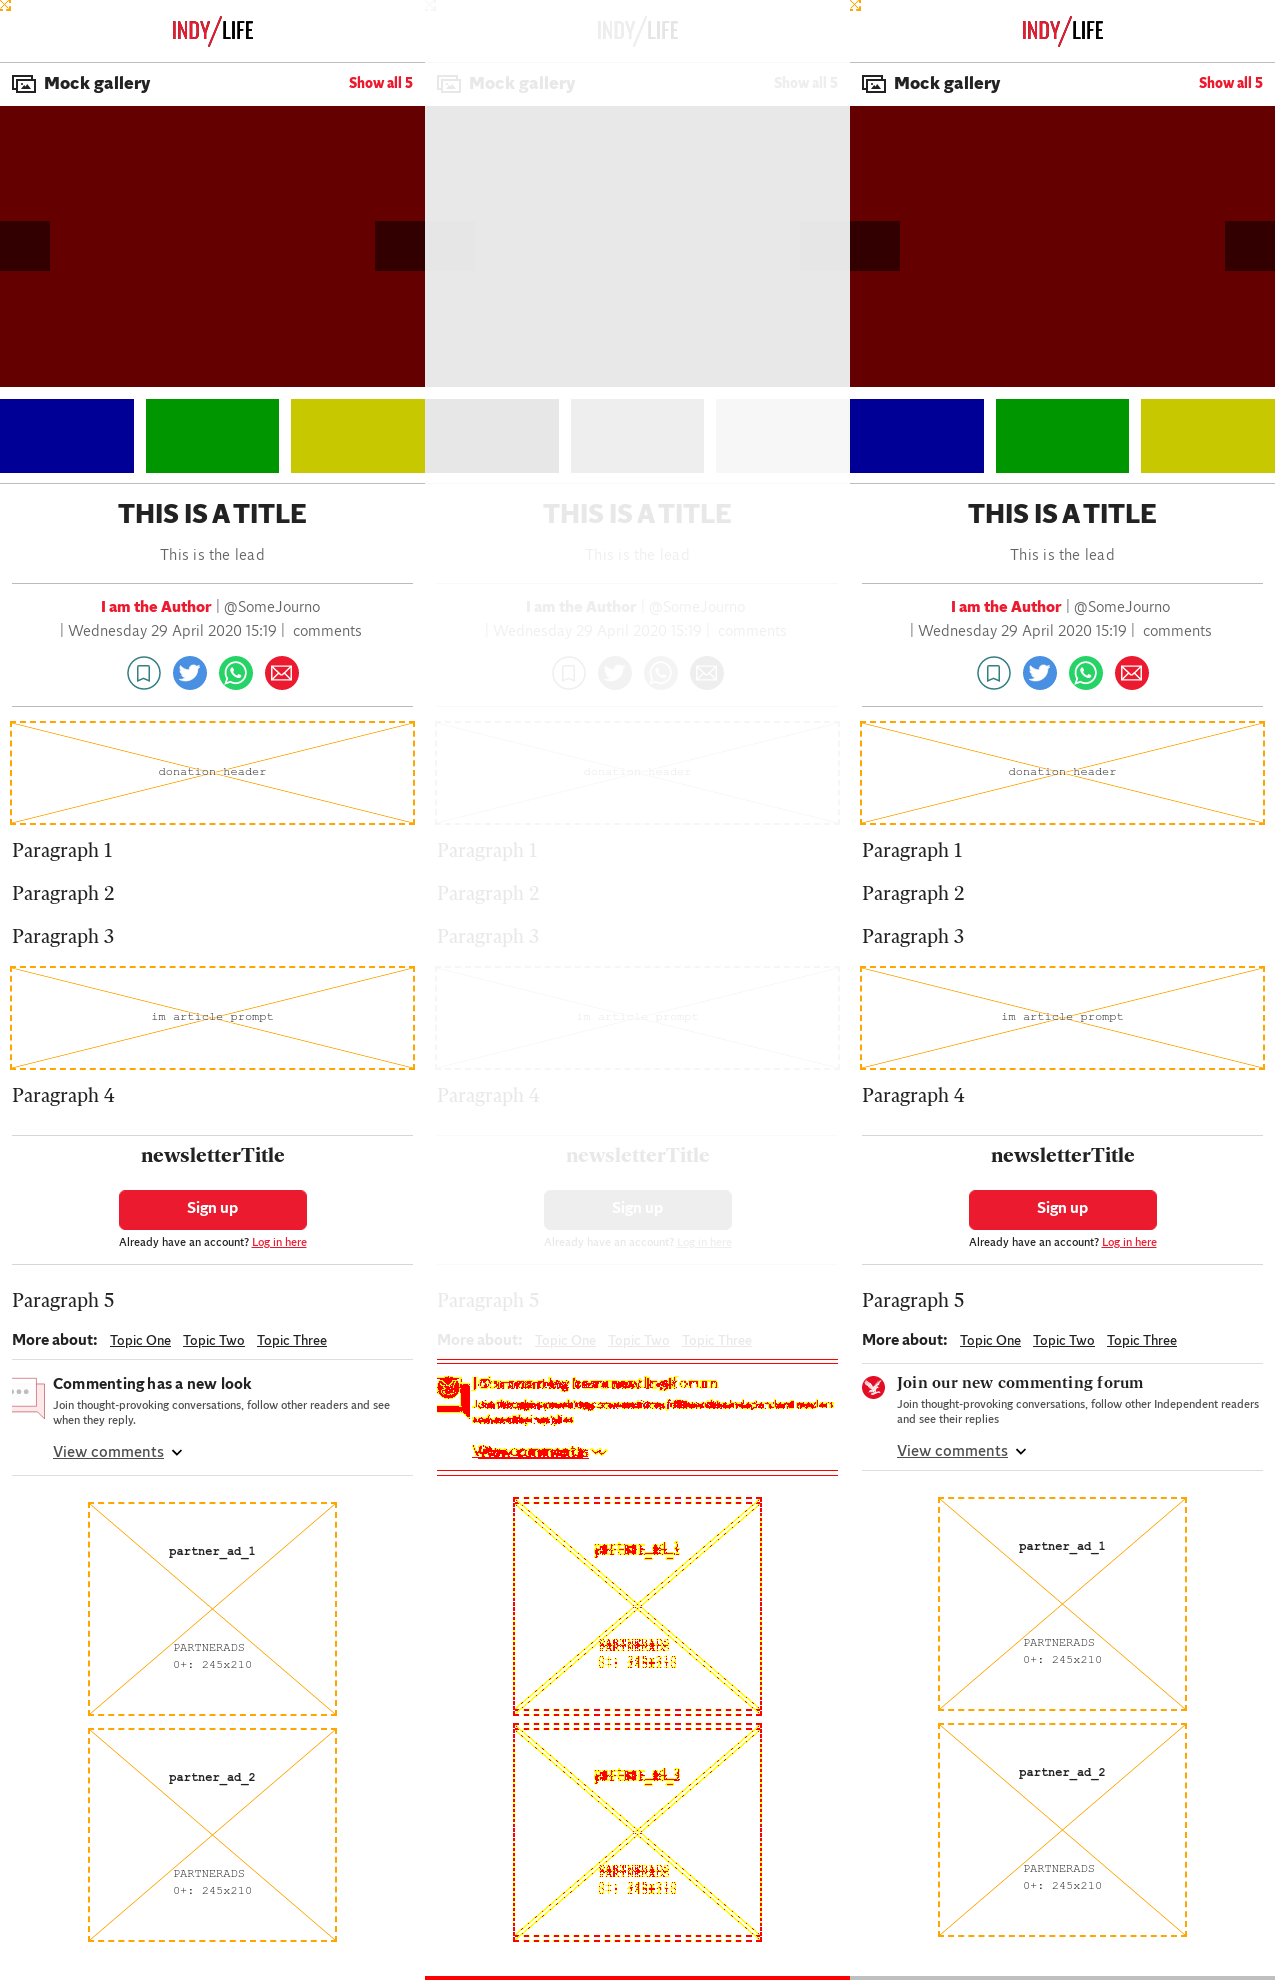 INDY/LIFE
Mock gallery
Show all 5
THIS IS A TITLE
This is the lead
I am the Author | @SomeJourno
| Wednesday 29 April 2020 15:19 | comments
donation header
Paragraph 1
Paragraph 2
Paragraph 3
im article prompt
Paragraph 4
newsletterTitle
Sign up
Already have an account? Log in here
Paragraph 5
More about: Topic One Topic Two Topic Three
Commenting has a new look
Join thought-provoking conversations, follow other readers and see
when they reply.
View comments
partner_ad_1
PARTNERADS
0+: 245x210
partner_ad_2
PARTNERADS
0+: 245x210
INDY/LIFE
Mock gallery
Show all 5
THIS IS A TITLE
This is the lead
I am the Author | @SomeJourno
| Wednesday 29 April 2020 15:19 | comments
donation header
Paragraph 1
Paragraph 2
Paragraph 3
im article prompt
Paragraph 4
newsletterTitle
Sign up
Already have an account? Log in here
Paragraph 5
More about: Topic One Topic Two Topic Three
INDY/LIFE
Mock gallery
Show all 5
THIS IS A TITLE
This is the lead
I am the Author | @SomeJourno
| Wednesday 29 April 2020 15:19 | comments
donation header
Paragraph 1
Paragraph 2
Paragraph 3
im article prompt
Paragraph 4
newsletterTitle
Sign up
Already have an account? Log in here
Paragraph 5
More about: Topic One Topic Two Topic Three
Join our new commenting forum
Join thought-provoking conversations, follow other Independent readers
and see their replies
View comments
partner_ad_1
PARTNERADS
0+: 245x210
partner_ad_2
PARTNERADS
0+: 245x210